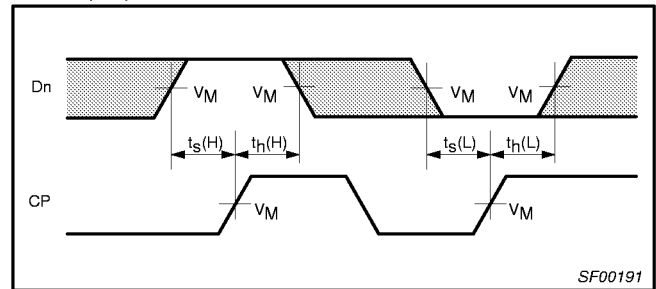 Dn
VM VM VM VM
ts(H) th(H) ts(L) th(L)
CP
VM VM
SF00191